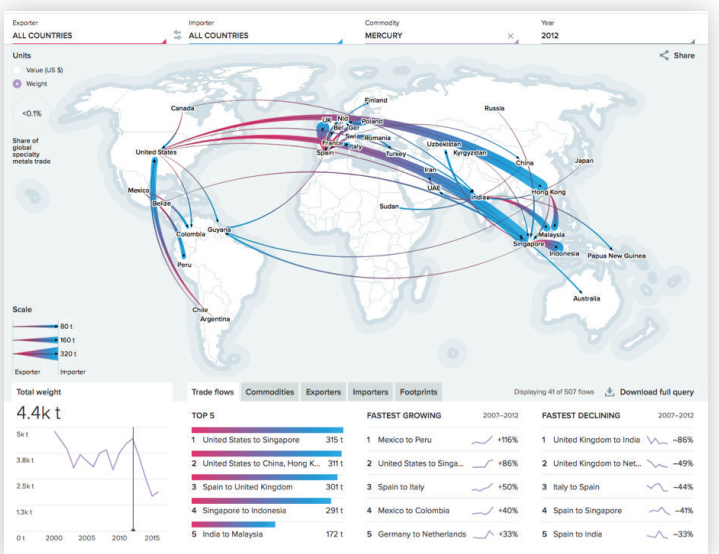 Exporter
ALL COUNTRIES
Importer
ALL COUNTRIES
Commodity
MERCURY
×
Year
2012
Units
Value (US $)
Weight
<0.1%
Share of
global
specialty
metals trade
Share
Canada
United States
Mexico
Belize
Colombia
Guyana
Peru
Chile
Argentina
Finland
UK
Nld
Poland
Bel
Ger
Swi
Romania
France
Italy
Spain
Turkey
Russia
Uzbekistan
Kyrgyzstan
China
Japan
Iran
UAE
India
Hong Kong
Sudan
Malaysia
Singapore
Indonesia
Papua New Guinea
Australia
Scale
80 t
160 t
320 t
Exporter Importer
Total weight
4.4k t
5k t
3.8k t
2.5k t
1.3k t
0 t
2000 2005 2010 2015
Trade flows Commodities Exporters Importers Footprints
Displaying 41 of 507 flows
Download full query
TOP 5
1 United States to Singapore 315 t
2 United States to China, Hong K... 311 t
3 Spain to United Kingdom 301 t
4 Singapore to Indonesia 291 t
5 India to Malaysia 172 t
FASTEST GROWING 2007–2012
1 Mexico to Peru +116%
2 United States to Singa... +86%
3 Spain to Italy +50%
4 Mexico to Colombia +40%
5 Germany to Netherlands +33%
FASTEST DECLINING 2007–2012
1 United Kingdom to India −86%
2 United Kingdom to Net... −49%
3 Italy to Spain −44%
4 Spain to Singapore −41%
5 Spain to India −33%